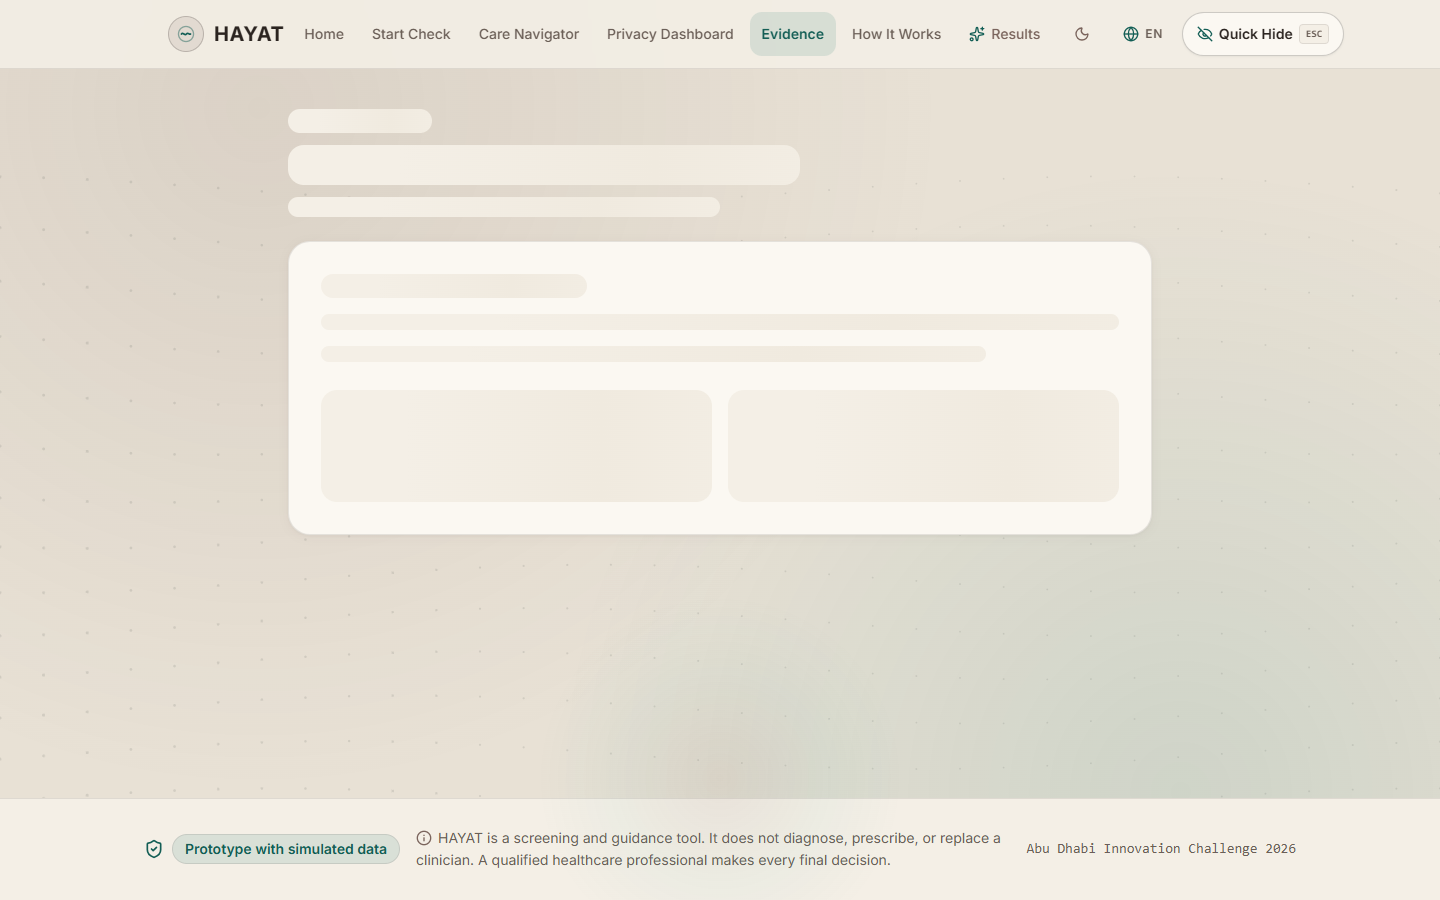 HAYAT
Home
Start Check
Care Navigator
Privacy Dashboard
Evidence
How It Works
Results
EN
Quick Hide
ESC
Prototype with simulated data
HAYAT is a screening and guidance tool. It does not diagnose, prescribe, or replace a
clinician. A qualified healthcare professional makes every final decision.
Abu Dhabi Innovation Challenge 2026